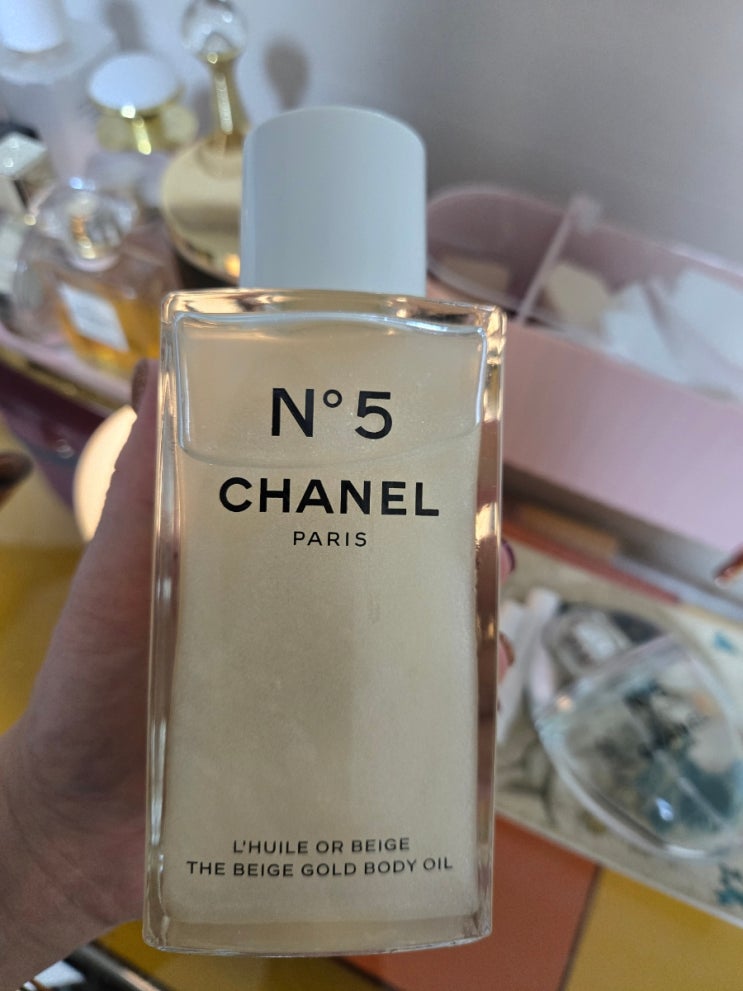 N°5
CHANEL
PARIS
L'HUILE OR BEIGE
THE BEIGE GOLD BODY OIL